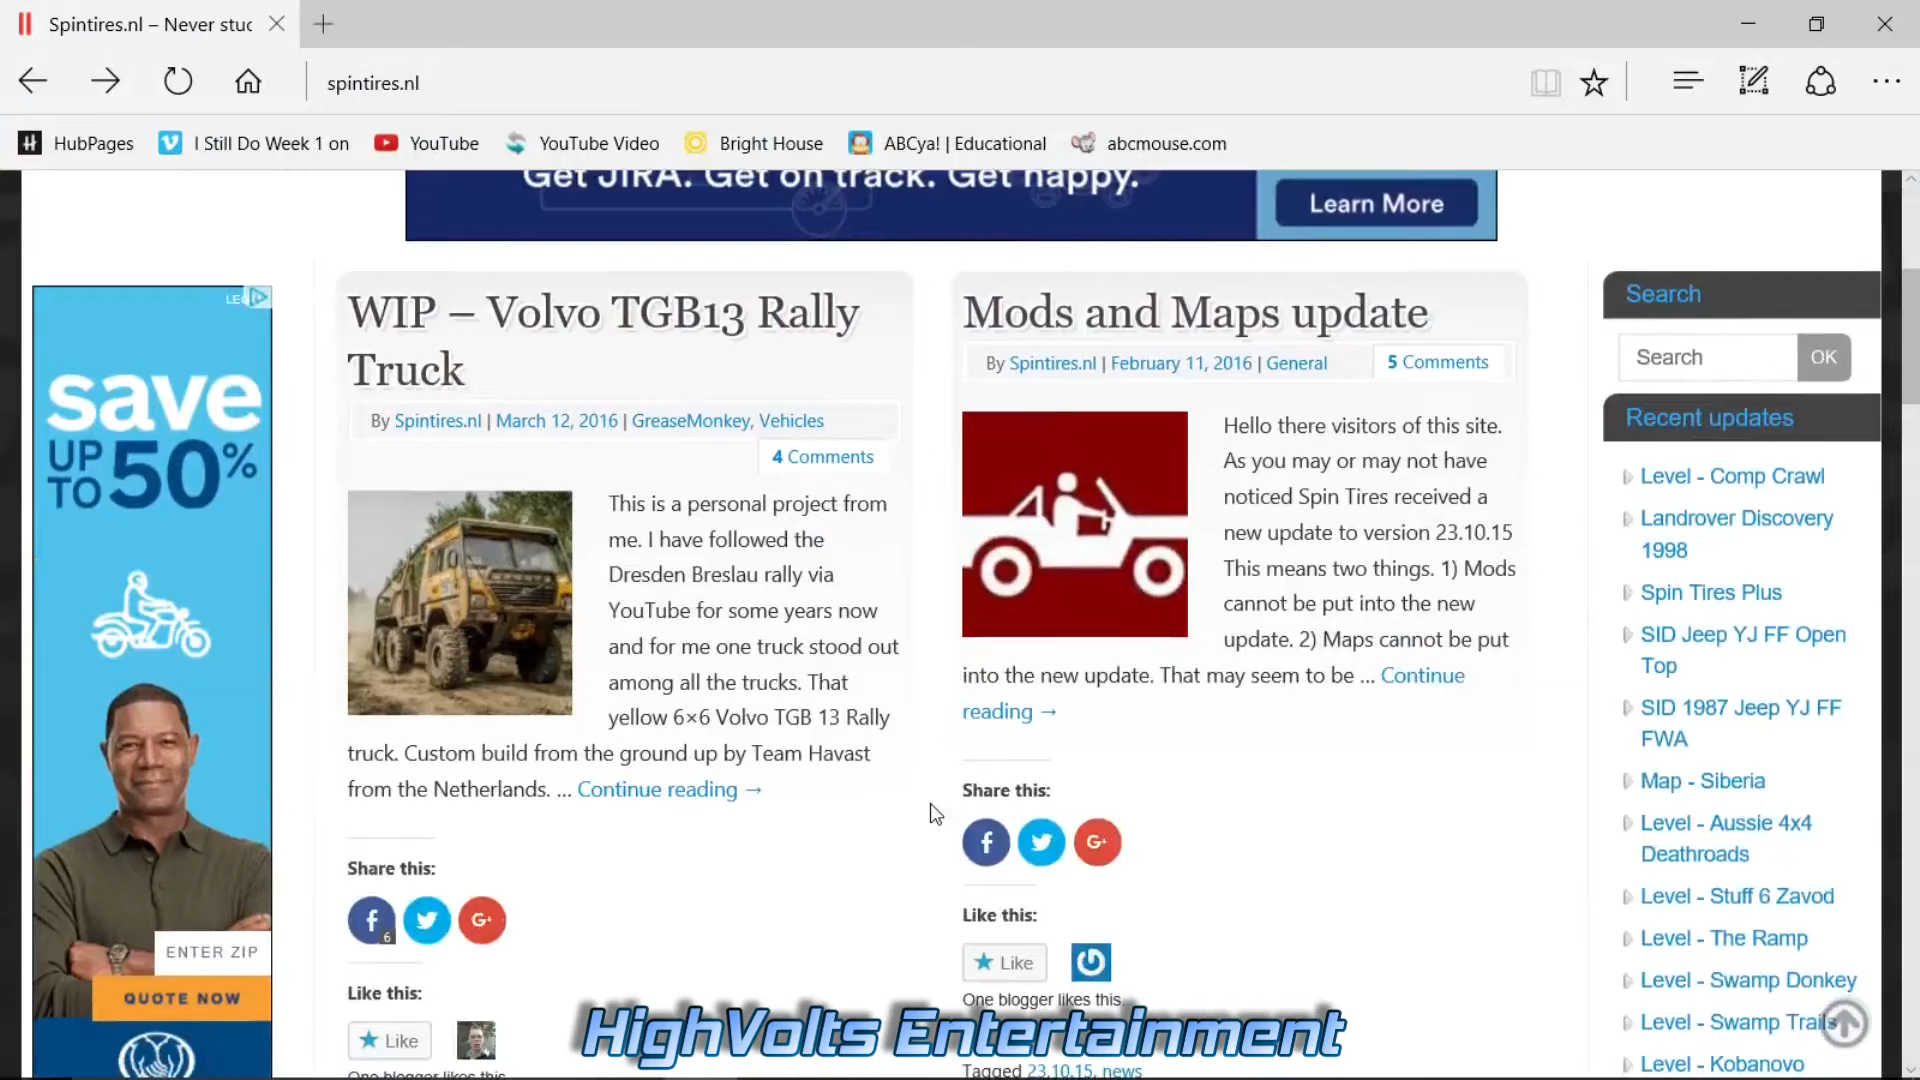 Spintires.nl – Never stuc
spintires.nl
HubPages
I Still Do Week 1 on
YouTube
YouTube Video
Bright House
ABCya! | Educational
abcmouse.com
Get JIRA. Get on track. Get happy.
Learn More
save
UP
TO 50%
ENTER ZIP
QUOTE NOW
WIP – Volvo TGB13 Rally
Truck
By Spintires.nl | March 12, 2016 | GreaseMonkey, Vehicles
4 Comments
This is a personal project from
me. I have followed the
Dresden Breslau rally via
YouTube for some years now
and for me one truck stood out
among all the trucks. That
yellow 6×6 Volvo TGB 13 Rally
truck. Custom build from the ground up by Team Havast
from the Netherlands. ... Continue reading →
Share this:
6
Like this:
Like
One blogger likes this.
Mods and Maps update
By Spintires.nl | February 11, 2016 | General
5 Comments
Hello there visitors of this site.
As you may or may not have
noticed Spin Tires received a
new update to version 23.10.15
This means two things. 1) Mods
cannot be put into the new
update. 2) Maps cannot be put
into the new update. That may seem to be ... Continue
reading →
Share this:
G+
Like this:
Like
One blogger likes this.
Tagged 23.10.15, news
Search
Search
OK
Recent updates
Level - Comp Crawl
Landrover Discovery
1998
Spin Tires Plus
SID Jeep YJ FF Open
Top
SID 1987 Jeep YJ FF
FWA
Map - Siberia
Level - Aussie 4x4
Deathroads
Level - Stuff 6 Zavod
Level - The Ramp
Level - Swamp Donkey
Level - Swamp Trails
Level - Kobanovo
HighVolts Entertainment